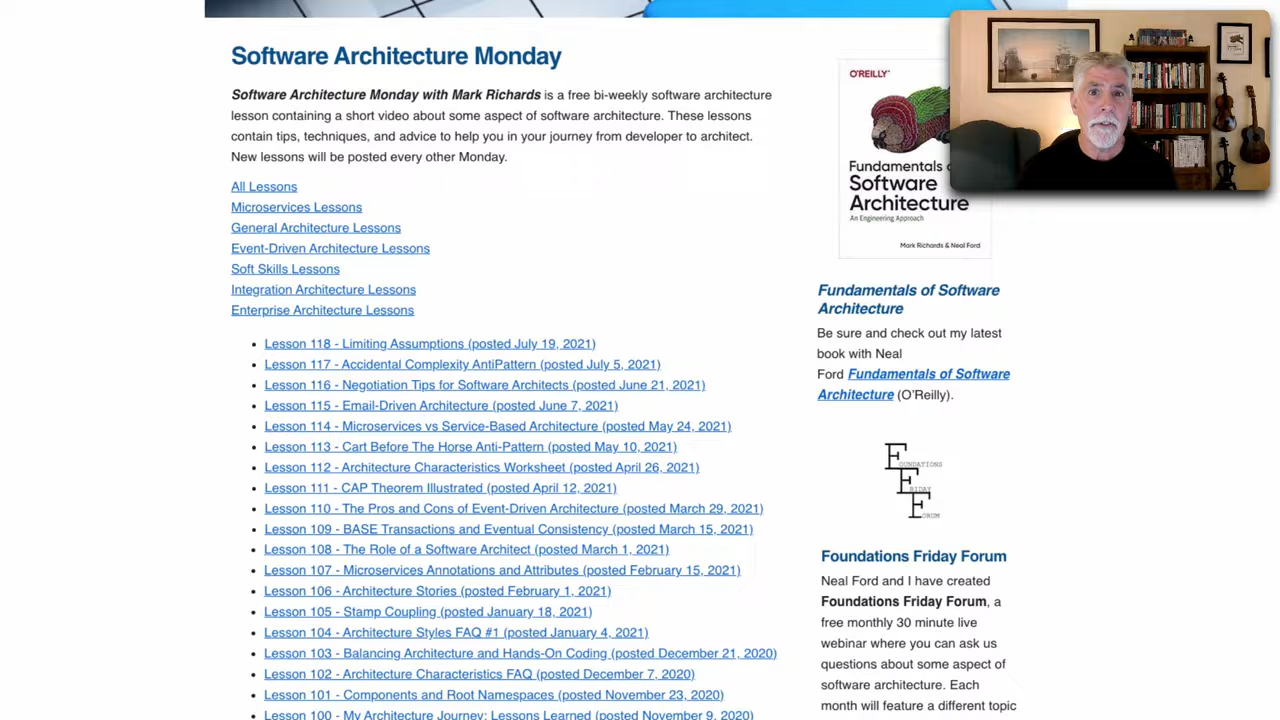 Software Architecture Monday
Software Architecture Monday with Mark Richards is a free bi-weekly software architecture
lesson containing a short video about some aspect of software architecture. These lessons
contain tips, techniques, and advice to help you in your journey from developer to architect.
New lessons will be posted every other Monday.
All Lessons
Microservices Lessons
General Architecture Lessons
Event-Driven Architecture Lessons
Soft Skills Lessons
Integration Architecture Lessons
Enterprise Architecture Lessons
Lesson 118 - Limiting Assumptions (posted July 19, 2021)
Lesson 117 - Accidental Complexity AntiPattern (posted July 5, 2021)
Lesson 116 - Negotiation Tips for Software Architects (posted June 21, 2021)
Lesson 115 - Email-Driven Architecture (posted June 7, 2021)
Lesson 114 - Microservices vs Service-Based Architecture (posted May 24, 2021)
Lesson 113 - Cart Before The Horse Anti-Pattern (posted May 10, 2021)
Lesson 112 - Architecture Characteristics Worksheet (posted April 26, 2021)
Lesson 111 - CAP Theorem Illustrated (posted April 12, 2021)
Lesson 110 - The Pros and Cons of Event-Driven Architecture (posted March 29, 2021)
Lesson 109 - BASE Transactions and Eventual Consistency (posted March 15, 2021)
Lesson 108 - The Role of a Software Architect (posted March 1, 2021)
Lesson 107 - Microservices Annotations and Attributes (posted February 15, 2021)
Lesson 106 - Architecture Stories (posted February 1, 2021)
Lesson 105 - Stamp Coupling (posted January 18, 2021)
Lesson 104 - Architecture Styles FAQ #1 (posted January 4, 2021)
Lesson 103 - Balancing Architecture and Hands-On Coding (posted December 21, 2020)
Lesson 102 - Architecture Characteristics FAQ (posted December 7, 2020)
Lesson 101 - Components and Root Namespaces (posted November 23, 2020)
Lesson 100 - My Architecture Journey: Lessons Learned (posted November 9, 2020)
O'REILLY
Fundamentals
Software
Architecture
An Engineering Approach
Mark Richards & Neal Ford
Fundamentals of Software
Architecture
Be sure and check out my latest
book with Neal
Ford Fundamentals of Software
Architecture (O'Reilly).
FOUNDATIONS
FRIDAY
FORUM
Foundations Friday Forum
Neal Ford and I have created
Foundations Friday Forum, a
free monthly 30 minute live
webinar where you can ask us
questions about some aspect of
software architecture. Each
month will feature a different topic